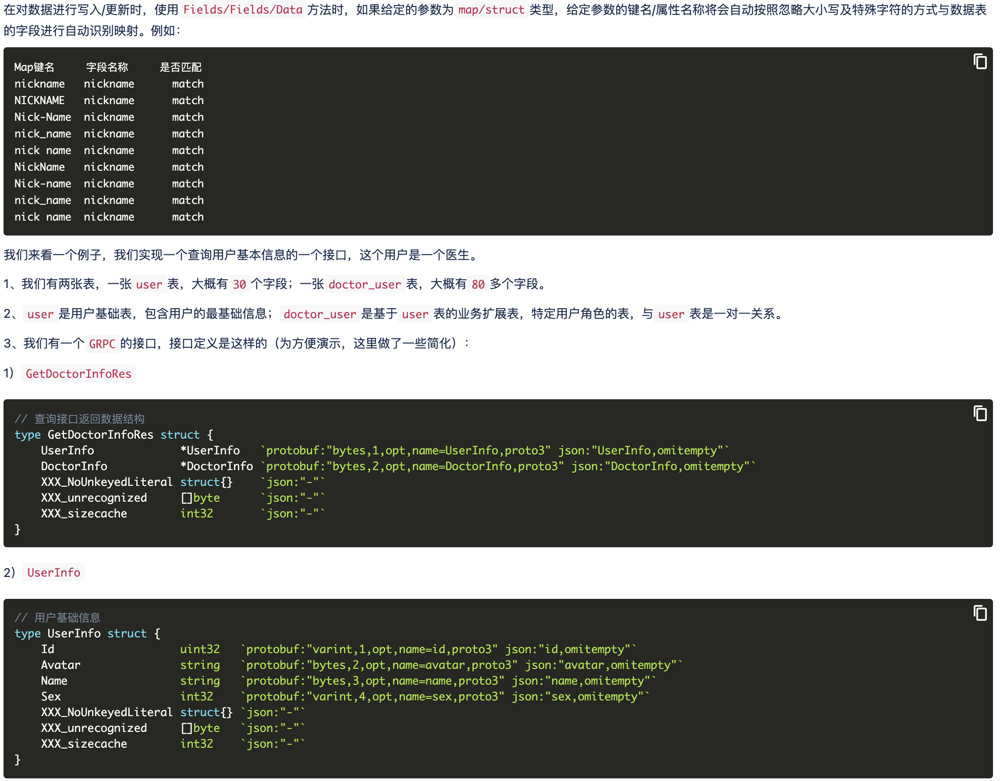 在对数据进行写入/更新时，使用 Fields/Fields/Data 方法时，如果给定的参数为 map/struct 类型，给定参数的键名/属性名称将会自动按照忽略大小写及特殊字符的方式与数据表
的字段进行自动识别映射。例如：
Map键名     字段名称     是否匹配
nickname   nickname      match
NICKNAME   nickname      match
Nick-Name  nickname      match
nick_name  nickname      match
nick name  nickname      match
NickName   nickname      match
Nick-name  nickname      match
nick_name  nickname      match
nick name  nickname      match
我们来看一个例子，我们实现一个查询用户基本信息的一个接口，这个用户是一个医生。
1、我们有两张表，一张 user 表，大概有 30 个字段；一张 doctor_user 表，大概有 80 多个字段。
2、 user 是用户基础表，包含用户的最基础信息； doctor_user 是基于 user 表的业务扩展表，特定用户角色的表，与 user 表是一对一关系。
3、我们有一个 GRPC 的接口，接口定义是这样的（为方便演示，这里做了一些简化）：
1） GetDoctorInfoRes
// 查询接口返回数据结构
type GetDoctorInfoRes struct {
    UserInfo             *UserInfo   `protobuf:"bytes,1,opt,name=UserInfo,proto3" json:"UserInfo,omitempty"`
    DoctorInfo           *DoctorInfo `protobuf:"bytes,2,opt,name=DoctorInfo,proto3" json:"DoctorInfo,omitempty"`
    XXX_NoUnkeyedLiteral struct{}    `json:"-"`
    XXX_unrecognized     []byte      `json:"-"`
    XXX_sizecache        int32       `json:"-"`
}
2） UserInfo
// 用户基础信息
type UserInfo struct {
    Id                   uint32   `protobuf:"varint,1,opt,name=id,proto3" json:"id,omitempty"`
    Avatar               string   `protobuf:"bytes,2,opt,name=avatar,proto3" json:"avatar,omitempty"`
    Name                 string   `protobuf:"bytes,3,opt,name=name,proto3" json:"name,omitempty"`
    Sex                  int32    `protobuf:"varint,4,opt,name=sex,proto3" json:"sex,omitempty"`
    XXX_NoUnkeyedLiteral struct{} `json:"-"`
    XXX_unrecognized     []byte   `json:"-"`
    XXX_sizecache        int32    `json:"-"`
}